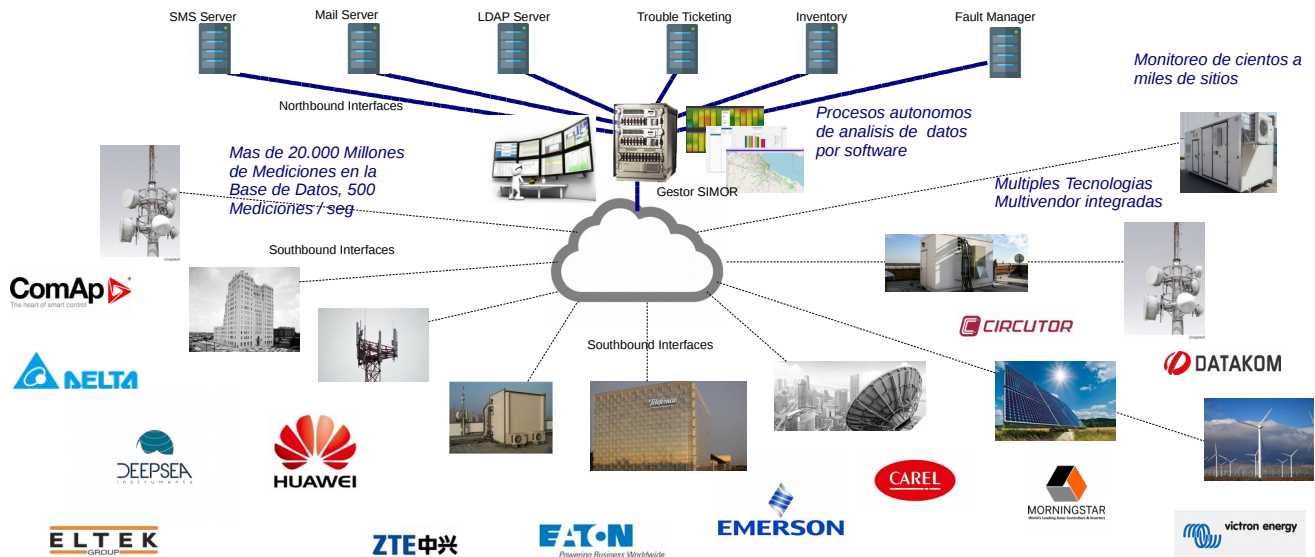 SMS Server
Mail Server
LDAP Server
Trouble Ticketing
Inventory
Fault Manager
Monitoreo de cientos a
miles de sitios
Northbound Interfaces
Procesos autonomos
de analisis de datos
por software
Mas de 20.000 Millones
de Mediciones en la
Base de Datos, 500
Mediciones / seg
Gestor SIMOR
Multiples Tecnologias
Multivendor integradas
Unsplash
Southbound Interfaces
ComAp
The heart of smart control
CIRCUTOR
Unsplash
Southbound Interfaces
DATAKOM
DELTA
Telefónica
DEEPSEA
instruments
HUAWEI
CAREL
MORNINGSTAR
World's Leading Solar Controllers & Inverters
EMERSON
ELTEK
GROUP
ZTE中兴
EATON
Powering Business Worldwide
victron energy